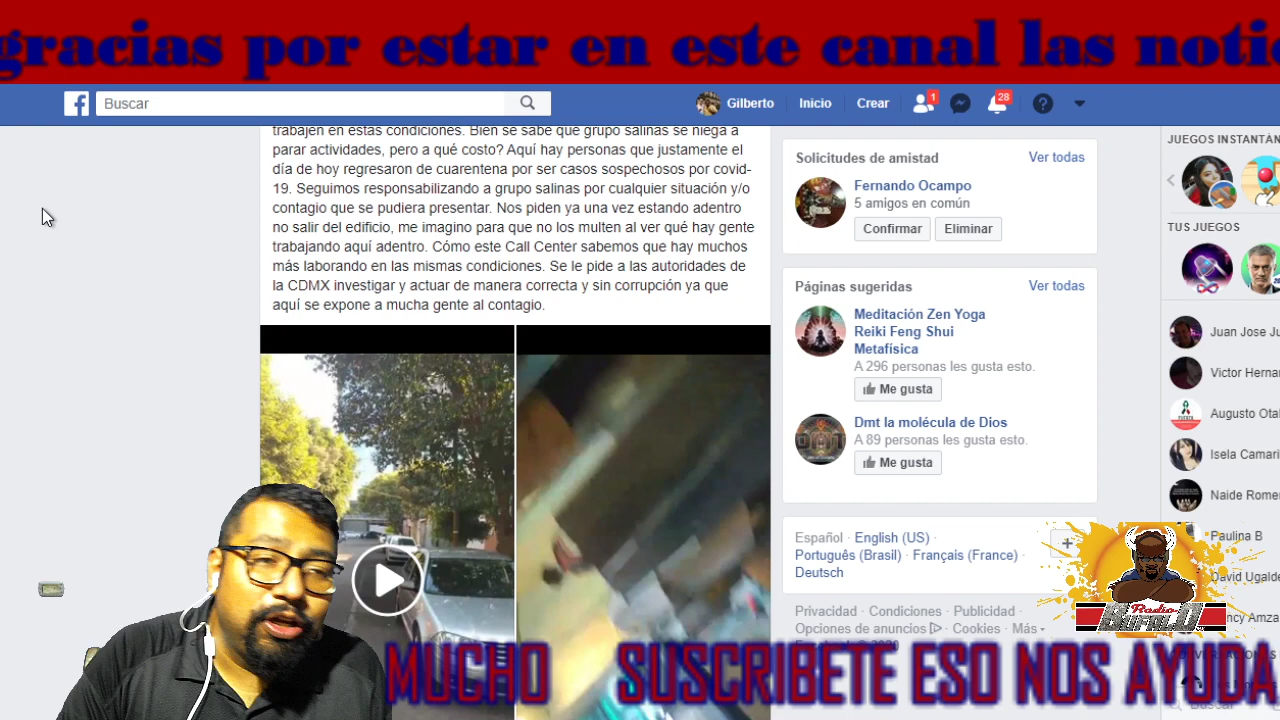 gracias por estar en este canal las notic
Buscar
Gilberto
Inicio
Crear
1
28
trabajen en estas condiciones. Bien se sabe que grupo salinas se niega a
parar actividades, pero a qué costo? Aquí hay personas que justamente el
día de hoy regresaron de cuarentena por ser casos sospechosos por covid-
19. Seguimos responsabilizando a grupo salinas por cualquier situación y/o
contagio que se pudiera presentar. Nos piden ya una vez estando adentro
no salir del edificio, me imagino para que no los multen al ver qué hay gente
trabajando aquí adentro. Cómo este Call Center sabemos que hay muchos
más laborando en las mismas condiciones. Se le pide a las autoridades de
la CDMX investigar y actuar de manera correcta y sin corrupción ya que
aquí se expone a mucha gente al contagio.
Solicitudes de amistad
Ver todas
Fernando Ocampo
5 amigos en común
Confirmar
Eliminar
Páginas sugeridas
Ver todas
Meditación Zen Yoga
Reiki Feng Shui
Metafísica
A 296 personas les gusta esto.
Me gusta
Dmt la molécula de Dios
A 89 personas les gusta esto.
Me gusta
Español · English (US) ·
Português (Brasil) · Français (France) ·
Deutsch
Privacidad · Condiciones · Publicidad ·
Opciones de anuncios · Cookies · Más
JUEGOS INSTANTÁN
TUS JUEGOS
Juan Jose Ju
Victor Hernar
Augusto Ota
Isela Camari
Naide Romer
Paulina B
David Ugalde
ncy Amza
Radio
MUCHO SUSCRIBETE ESO NOS AYUDA
Buscar